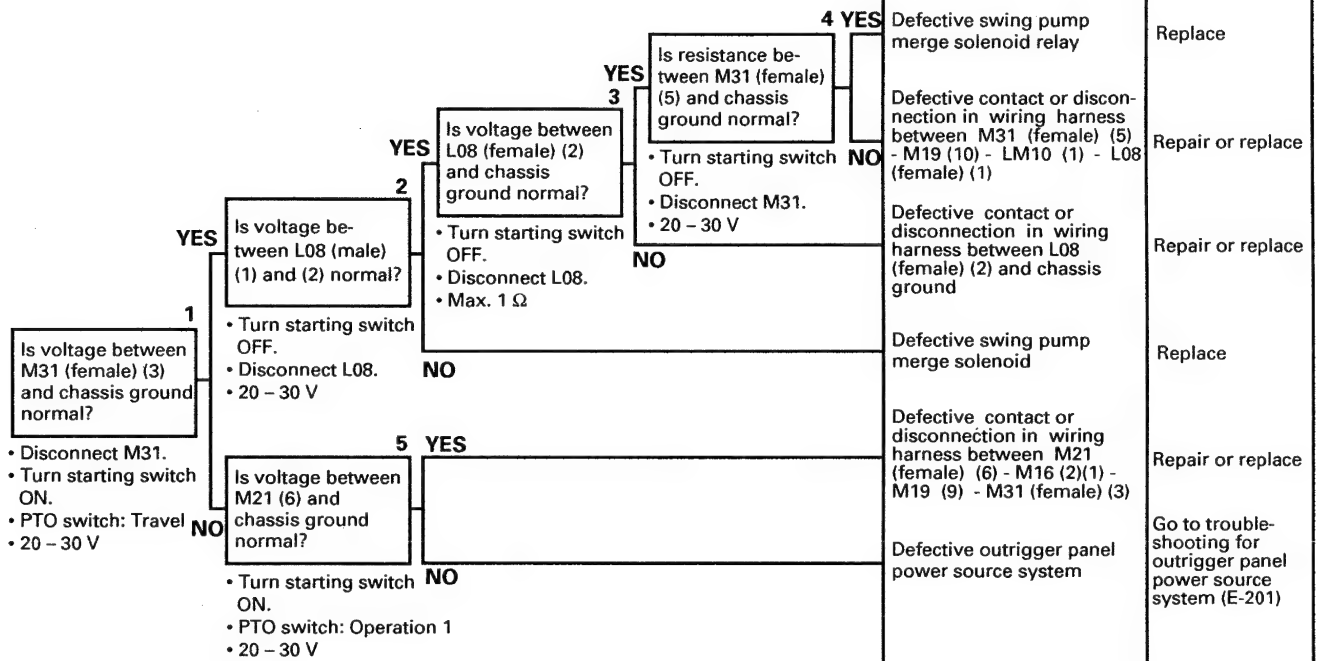 1
Is voltage between
M31 (female) (3)
and chassis ground
normal?
• Disconnect M31.
• Turn starting switch
ON.
• PTO switch: Travel
• 20 – 30 V
YES
2
Is voltage be-
tween L08 (male)
(1) and (2) normal?
• Turn starting switch
OFF.
• Disconnect L08.
• 20 – 30 V
YES
3
Is voltage between
L08 (female) (2)
and chassis
ground normal?
• Turn starting switch
OFF.
• Disconnect L08.
• Max. 1 Ω
YES
4
Is resistance be-
tween M31 (female)
(5) and chassis
ground normal?
• Turn starting switch
OFF.
• Disconnect M31.
• 20 – 30 V
YES
Defective swing pump
merge solenoid relay
Replace
NO
Defective contact or discon-
nection in wiring harness
between M31 (female) (5)
- M19 (10) - LM10 (1) - L08
(female) (1)
Repair or replace
NO
Defective contact or
disconnection in wiring
harness between L08
(female) (2) and chassis
ground
Repair or replace
NO
Defective swing pump
merge solenoid
Replace
NO
5
Is voltage between
M21 (6) and
chassis ground
normal?
• Turn starting switch
ON.
• PTO switch: Operation 1
• 20 – 30 V
YES
Defective contact or
disconnection in wiring
harness between M21
(female) (6) - M16 (2)(1) -
M19 (9) - M31 (female) (3)
Repair or replace
NO
Defective outrigger panel
power source system
Go to trouble-
shooting for
outrigger panel
power source
system (E-201)